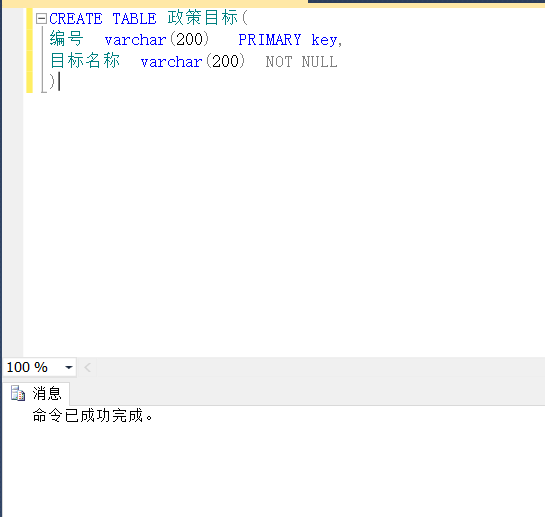 CREATE TABLE 政策目标(
编号 varchar(200) PRIMARY key,
目标名称 varchar(200) NOT NULL
)
100 %
消息
命令已成功完成。